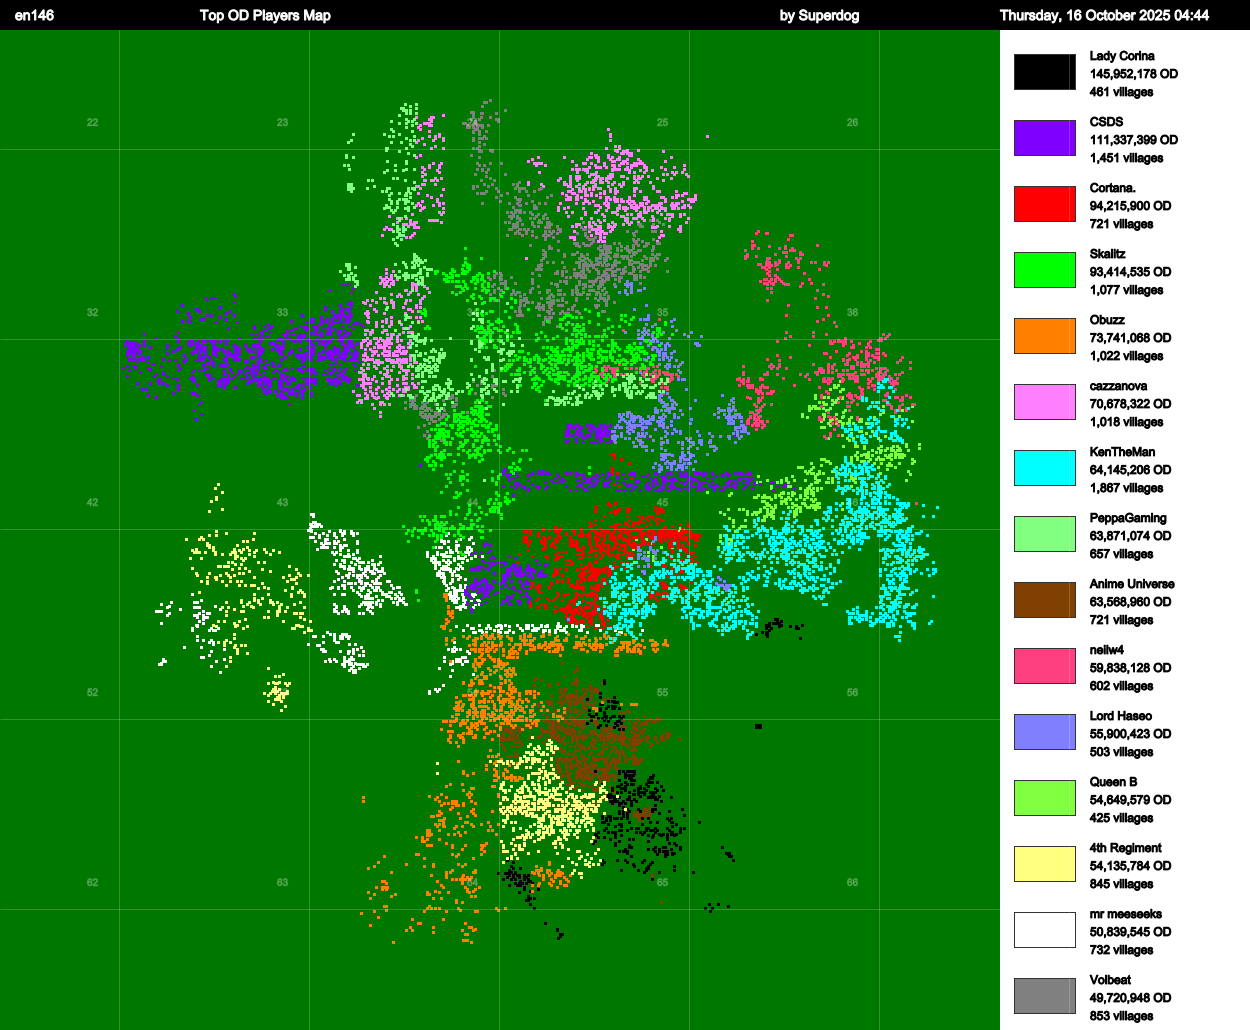 en146 Top OD Players Map by Superdog Thursday, 16 October 2025 04:44
Lady Corina
145,952,178 OD
461 villages
CSDS
111,337,399 OD
1,451 villages
Cortana.
94,215,900 OD
721 villages
Skalitz
93,414,535 OD
1,077 villages
Obuzz
73,741,068 OD
1,022 villages
cazzanova
70,678,322 OD
1,018 villages
KenTheMan
64,145,206 OD
1,867 villages
PeppaGaming
63,871,074 OD
657 villages
Anime Universe
63,568,960 OD
721 villages
neilw4
59,838,128 OD
602 villages
Lord Haseo
55,900,423 OD
503 villages
Queen B
54,649,579 OD
425 villages
4th Regiment
54,135,784 OD
845 villages
mr meeseeks
50,839,545 OD
732 villages
Volbeat
49,720,948 OD
853 villages
22 23 25 26
32 33 35 36
42 43 44 45
52 55 56
62 63 64 65 66